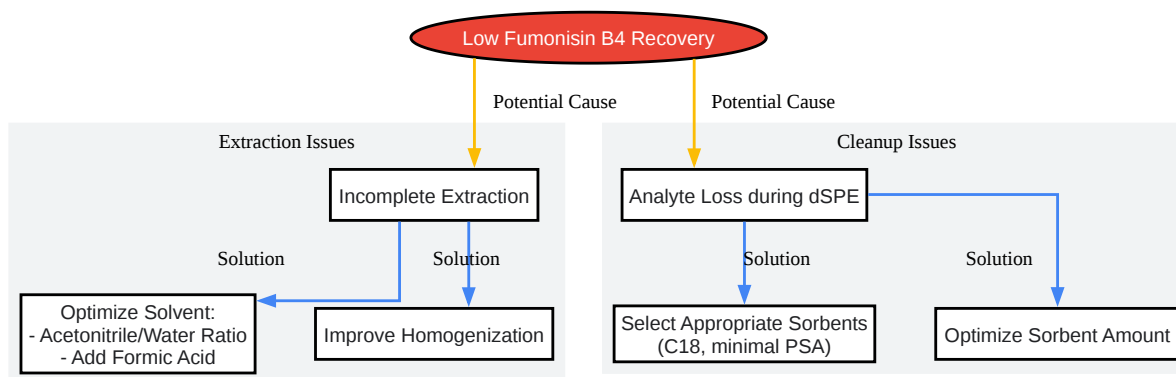 Low Fumonisin B4 Recovery
Potential Cause
Potential Cause
Extraction Issues
Cleanup Issues
Incomplete Extraction
Analyte Loss during dSPE
Solution
Solution
Solution
Solution
Optimize Solvent:
- Acetonitrile/Water Ratio
- Add Formic Acid
Improve Homogenization
Select Appropriate Sorbents
(C18, minimal PSA)
Optimize Sorbent Amount